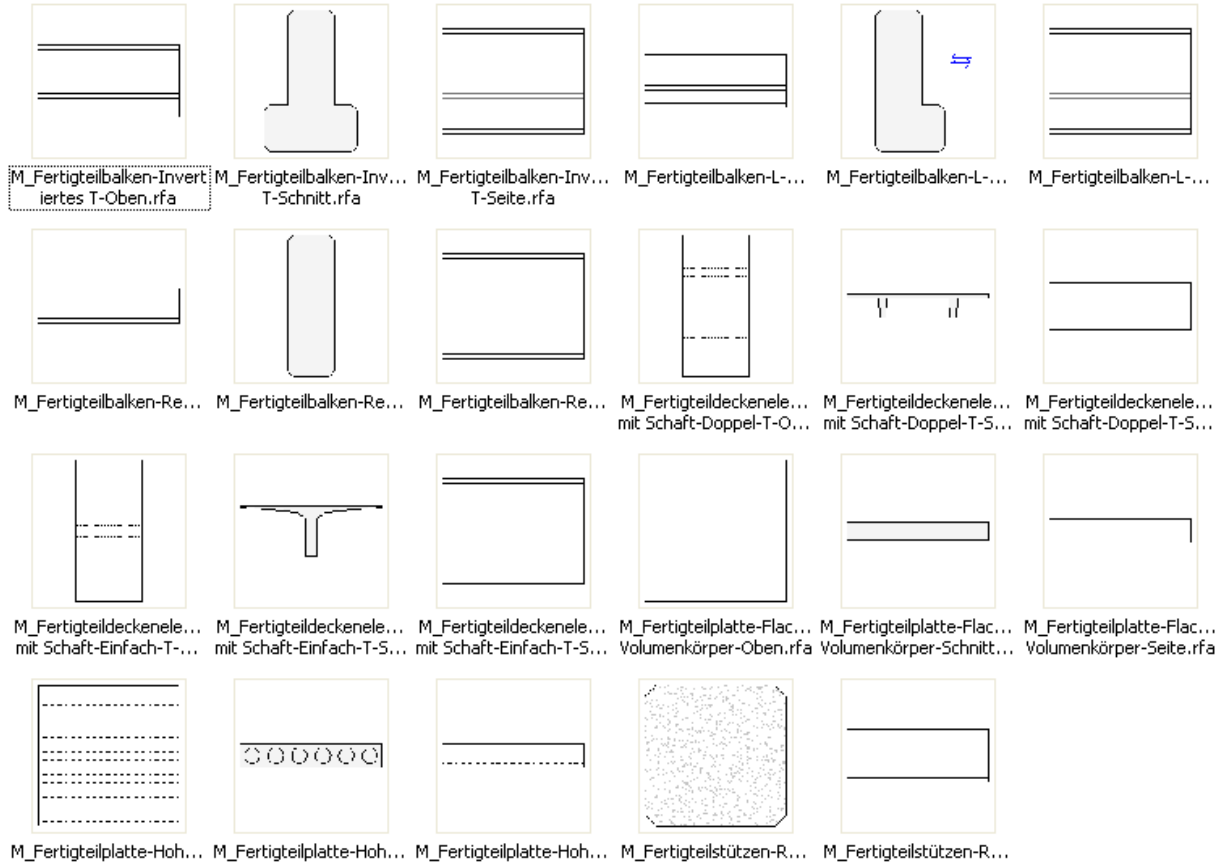 M_Fertigteilbalken-Invert
iertes T-Oben.rfa
M_Fertigteilbalken-Inv...
T-Schnitt.rfa
M_Fertigteilbalken-Inv...
T-Seite.rfa
M_Fertigteilbalken-L-...
M_Fertigteilbalken-L-...
M_Fertigteilbalken-L-...
M_Fertigteilbalken-Re...
M_Fertigteilbalken-Re...
M_Fertigteilbalken-Re...
M_Fertigteildeckenele...
mit Schaft-Doppel-T-O...
M_Fertigteildeckenele...
mit Schaft-Doppel-T-S...
M_Fertigteildeckenele...
mit Schaft-Doppel-T-S...
M_Fertigteildeckenele...
mit Schaft-Einfach-T-...
M_Fertigteildeckenele...
mit Schaft-Einfach-T-S...
M_Fertigteildeckenele...
mit Schaft-Einfach-T-S...
M_Fertigteilplatte-Flac...
Volumenkörper-Oben.rfa
M_Fertigteilplatte-Flac...
Volumenkörper-Schnitt...
M_Fertigteilplatte-Flac...
Volumenkörper-Seite.rfa
M_Fertigteilplatte-Hoh...
M_Fertigteilplatte-Hoh...
M_Fertigteilplatte-Hoh...
M_Fertigteilstützen-R...
M_Fertigteilstützen-R...